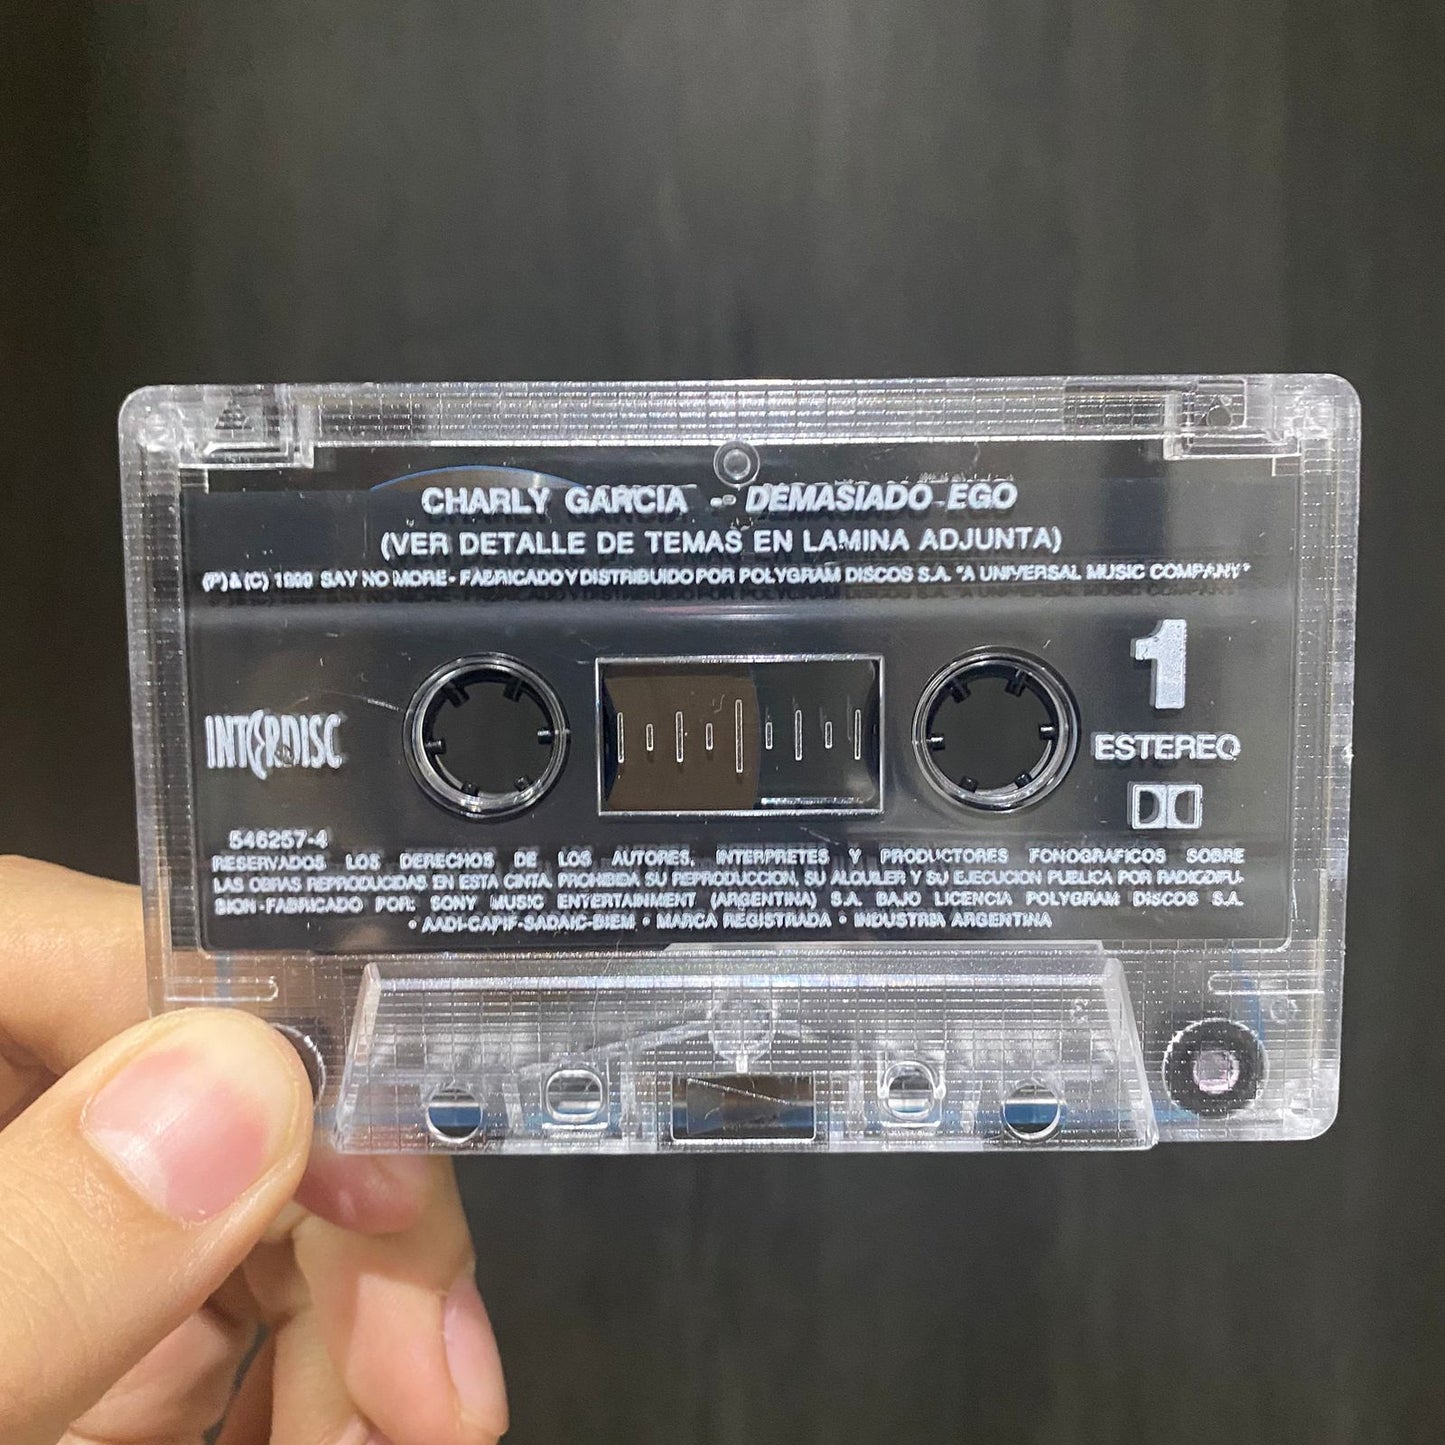 CHARLY GARCIA - DEMASIADO EGO
(VER DETALLE DE TEMAS EN LAMINA ADJUNTA)
(P) & (C) 1999 SAY NO MORE - FABRICADO Y DISTRIBUIDO POR POLYGRAM DISCOS S.A. "A UNIVERSAL MUSIC COMPANY"
1
INTERDISC
ESTEREO
546257-4
RESERVADOS LOS DERECHOS DE LOS AUTORES, INTERPRETES Y PRODUCTORES FONOGRAFICOS SOBRE
LAS OBRAS REPRODUCIDAS EN ESTA CINTA. PROHIBIDA SU REPRODUCCION, SU ALQUILER Y SU EJECUCION PUBLICA POR RADIODIFU-
SION - FABRICADO POR: SONY MUSIC ENTERTAINMENT (ARGENTINA) S.A. BAJO LICENCIA POLYGRAM DISCOS S.A.
• AADI-CAPIF-SADAIC-BIEM • MARCA REGISTRADA • INDUSTRIA ARGENTINA